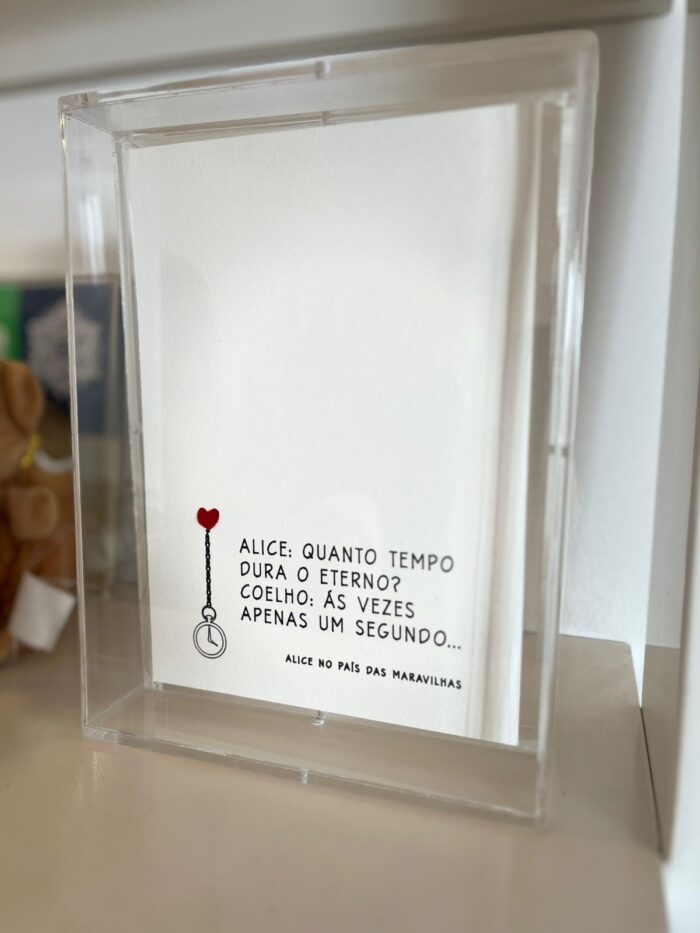 ALICE: QUANTO TEMPO
DURA O ETERNO?
COELHO: ÁS VEZES
APENAS UM SEGUNDO...
ALICE NO PAÍS DAS MARAVILHAS